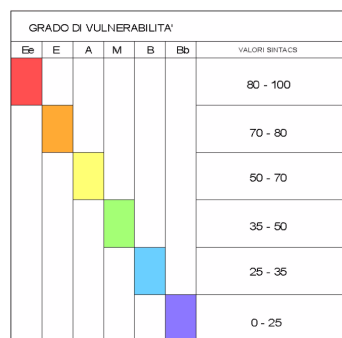 GRADO DI VULNERABILITA'
Ee E A M B Bb VALORI SINTACS
80 - 100
70 - 80
50 - 70
35 - 50
25 - 35
0 - 25